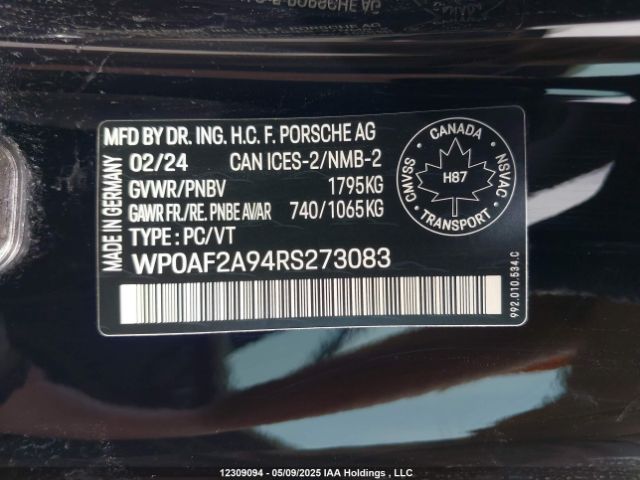 MFD BY DR. ING. H.C. F. PORSCHE AG
02/24 CAN ICES-2/NMB-2
GVWR/PNBV 1795KG
GAWR FR./RE. PNBE AV/AR 740/1065KG
TYPE : PC/VT
WP0AF2A94RS273083
MADE IN GERMANY
CANADA
CMVSS
NSVAC
H87
TRANSPORT
992.010.534.C
12309094 - 05/09/2025 IAA Holdings , LLC